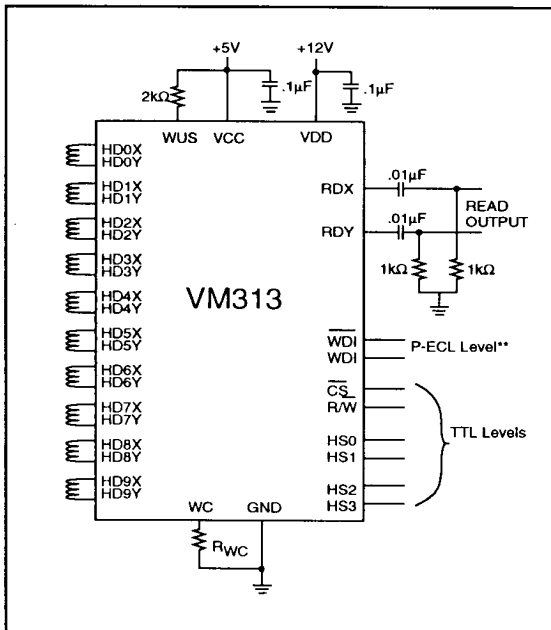 +5V
+12V
.1µF
.1µF
2kΩ
WUS
VCC
VDD
HD0X
HD0Y
HD1X
HD1Y
HD2X
HD2Y
HD3X
HD3Y
HD4X
HD4Y
HD5X
HD5Y
HD6X
HD6Y
HD7X
HD7Y
HD8X
HD8Y
HD9X
HD9Y
VM313
.01µF
RDX
READ
OUTPUT
.01µF
RDY
1kΩ
1kΩ
W̅D̅I̅
WDI
P-ECL Level**
C̅S̅
R/W̅
HS0
HS1
HS2
HS3
TTL Levels
WC
GND
RWC